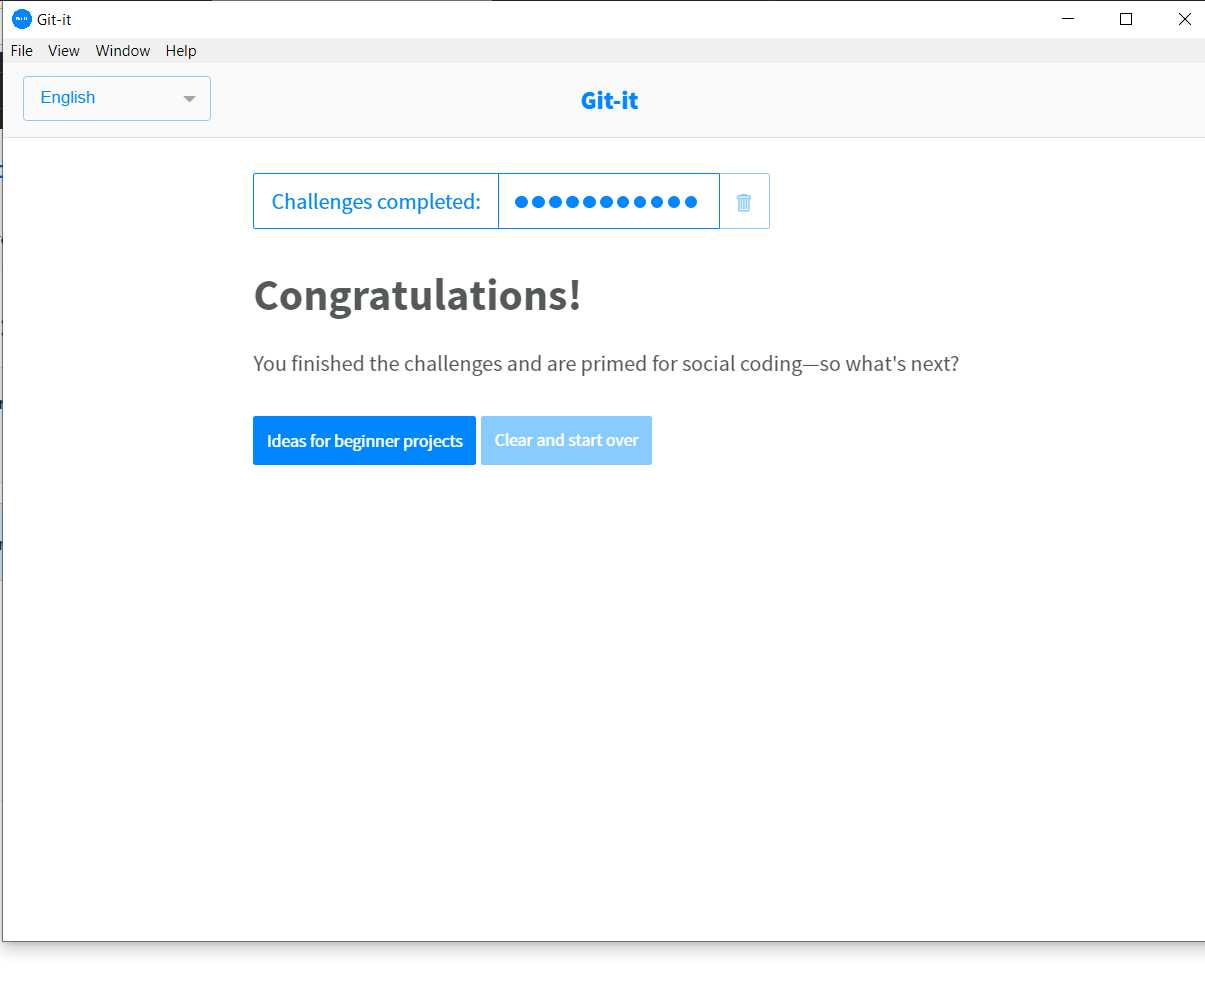 Git-it
File View Window Help
English
Git-it
Challenges completed:
Congratulations!
You finished the challenges and are primed for social coding—so what's next?
Ideas for beginner projects Clear and start over